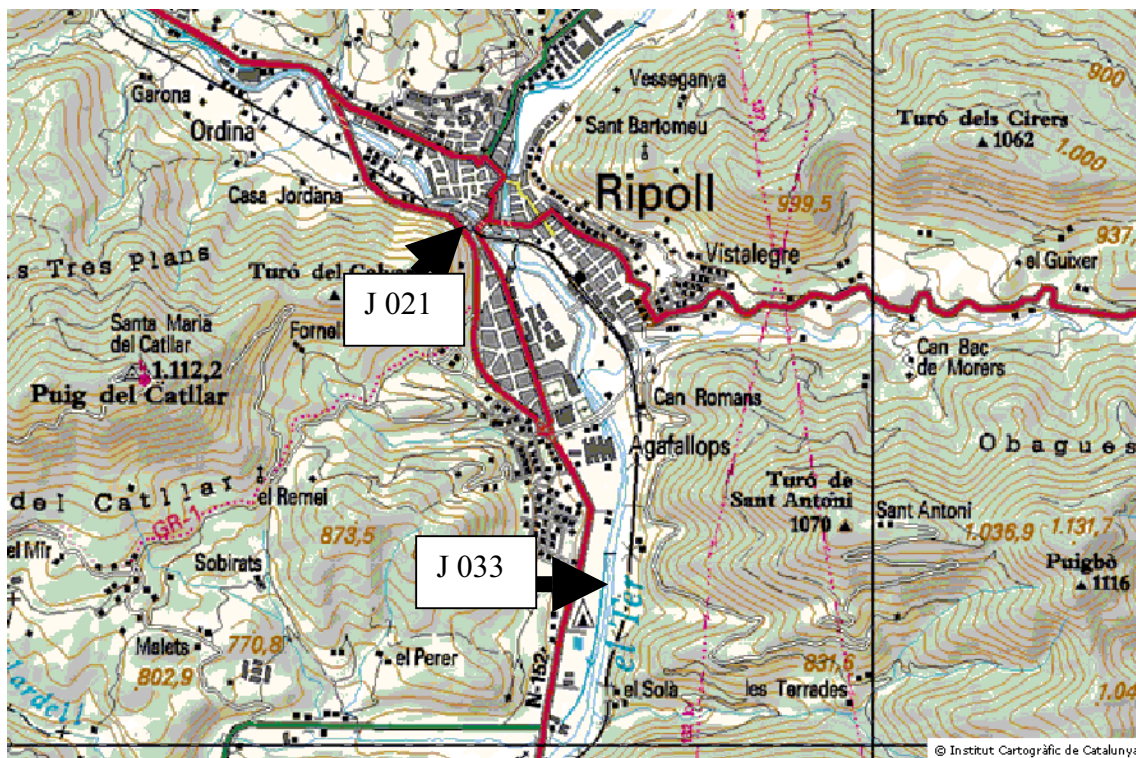 Garona
Ordina
Vesseganya
Sant Bartomeu
900
Turó dels Cirers
1062
1.000
Casa Jordana
Ripoll
999,5
937,
s Tres Plans
Vistalegre
el Guixer
Turó del
J 021
Santa Maria
del Catllar
1.112,2
Puig del Catllar
Can Bac
de Morers
Can Romans
Agafallops
Obagues
del Catllar
el Remei
GR-1
Turó de
Sant Antoni
1070
Sant Antoni
1.036,9
1.131,7
873,5
el Mir
Sobirats
J 033
Puigbò
1116
el Ter
Malets
770,8
802,9
el Perer
N-152
831,6
el Solà
les Terrades
1.04
© Institut Cartogràfic de Catalunya